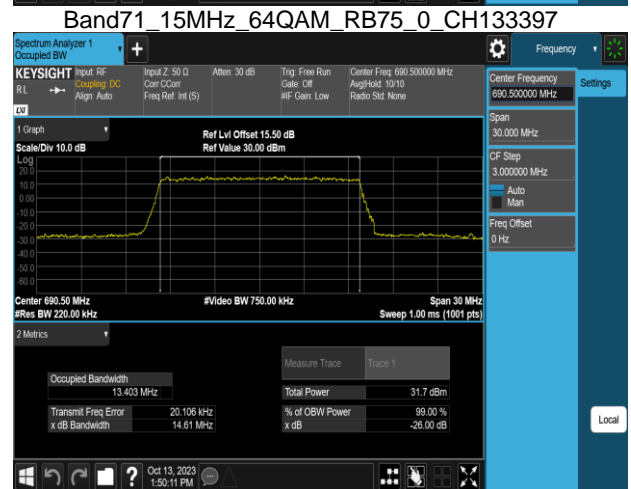 Band71_15MHz_64QAM_RB75_0_CH133397
Spectrum Analyzer 1
Occupied BW
Frequency
KEYSIGHT Input: RF Input Z: 50 Ω Atten: 30 dB Trig: Free Run Center Freq: 690.500000 MHz
RL Coupling: DC Corr CCorr Gate: Off Avg|Hold: 10/10
Align: Auto Freq Ref: Int (S) #IF Gain: Low Radio Std: None
LXI
Center Frequency
690.500000 MHz
Settings
Span
30.000 MHz
CF Step
3.000000 MHz
Auto
Man
Freq Offset
0 Hz
1 Graph
Ref Lvl Offset 15.50 dB
Scale/Div 10.0 dB Ref Value 30.00 dBm
Log
20.0
10.0
0.00
-10.0
-20.0
-30.0
-40.0
-50.0
-60.0
Center 690.50 MHz #Video BW 750.00 kHz Span 30 MHz
#Res BW 220.00 kHz Sweep 1.00 ms (1001 pts)
2 Metrics
Measure Trace Trace 1
Occupied Bandwidth
13.403 MHz
Total Power 31.7 dBm
Transmit Freq Error 20.106 kHz % of OBW Power 99.00 %
x dB Bandwidth 14.61 MHz x dB -26.00 dB
Local
Oct 13, 2023
1:50:11 PM